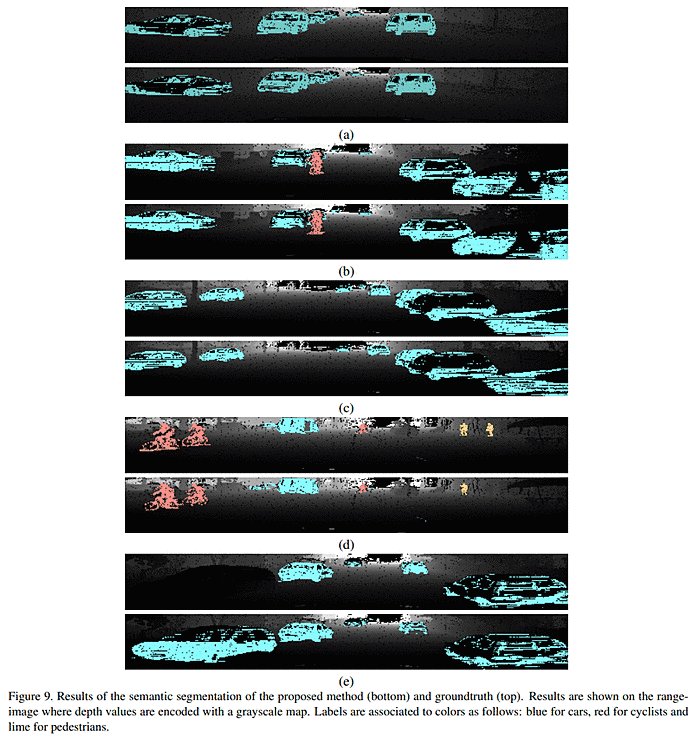 (a)
(b)
(c)
(d)
(e)
Figure 9. Results of the semantic segmentation of the proposed method (bottom) and groundtruth (top). Results are shown on the range-
image where depth values are encoded with a grayscale map. Labels are associated to colors as follows: blue for cars, red for cyclists and
lime for pedestrians.